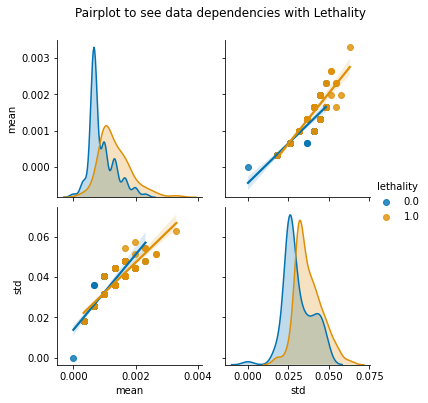 Pairplot to see data dependencies with Lethality
0.003
0.002
0.001
0.000
mean
lethality
0.0
1.0
0.06
0.04
0.02
0.00
std
0.000 0.002 0.004
mean
0.000 0.025 0.050 0.075
std